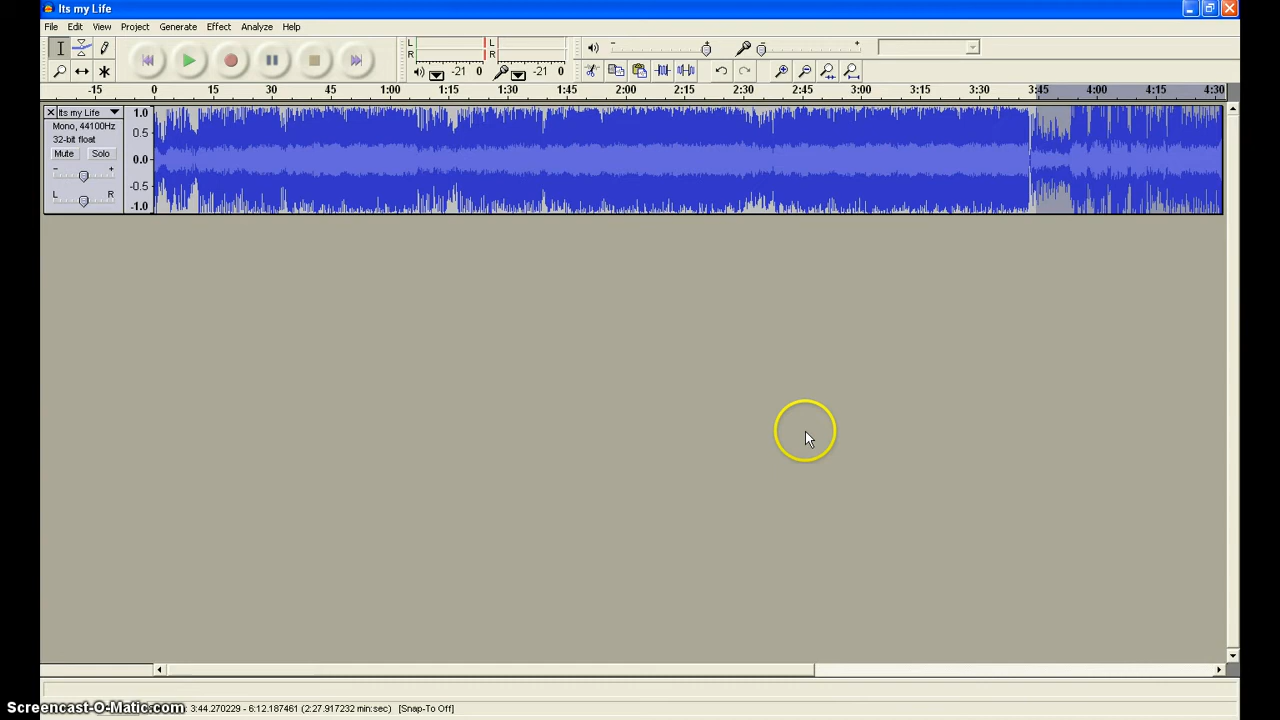 Its my Life
File Edit View Project Generate Effect Analyze Help
L
R
L
R
-21 0
-21 0
-15 0 15 30 45 1:00 1:15 1:30 1:45 2:00 2:15 2:30 2:45 3:00 3:15 3:30 3:45 4:00 4:15 4:30
Its my Life
Mono, 44100Hz
32-bit float
Mute Solo
- +
L R
1.0
0.5
0.0
-0.5
-1.0
Screencast-O-Matic.com
3:44.270229 - 6:12.187461 (2:27.917232 min:sec) [Snap-To Off]